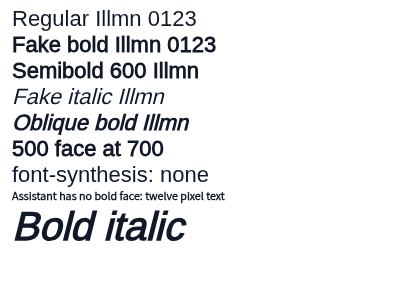 Regular Illmn 0123
Fake bold Illmn 0123
Semibold 600 Illmn
Fake italic Illmn
Oblique bold Illmn
500 face at 700
font-synthesis: none
Assistant has no bold face: twelve pixel text
Bold italic